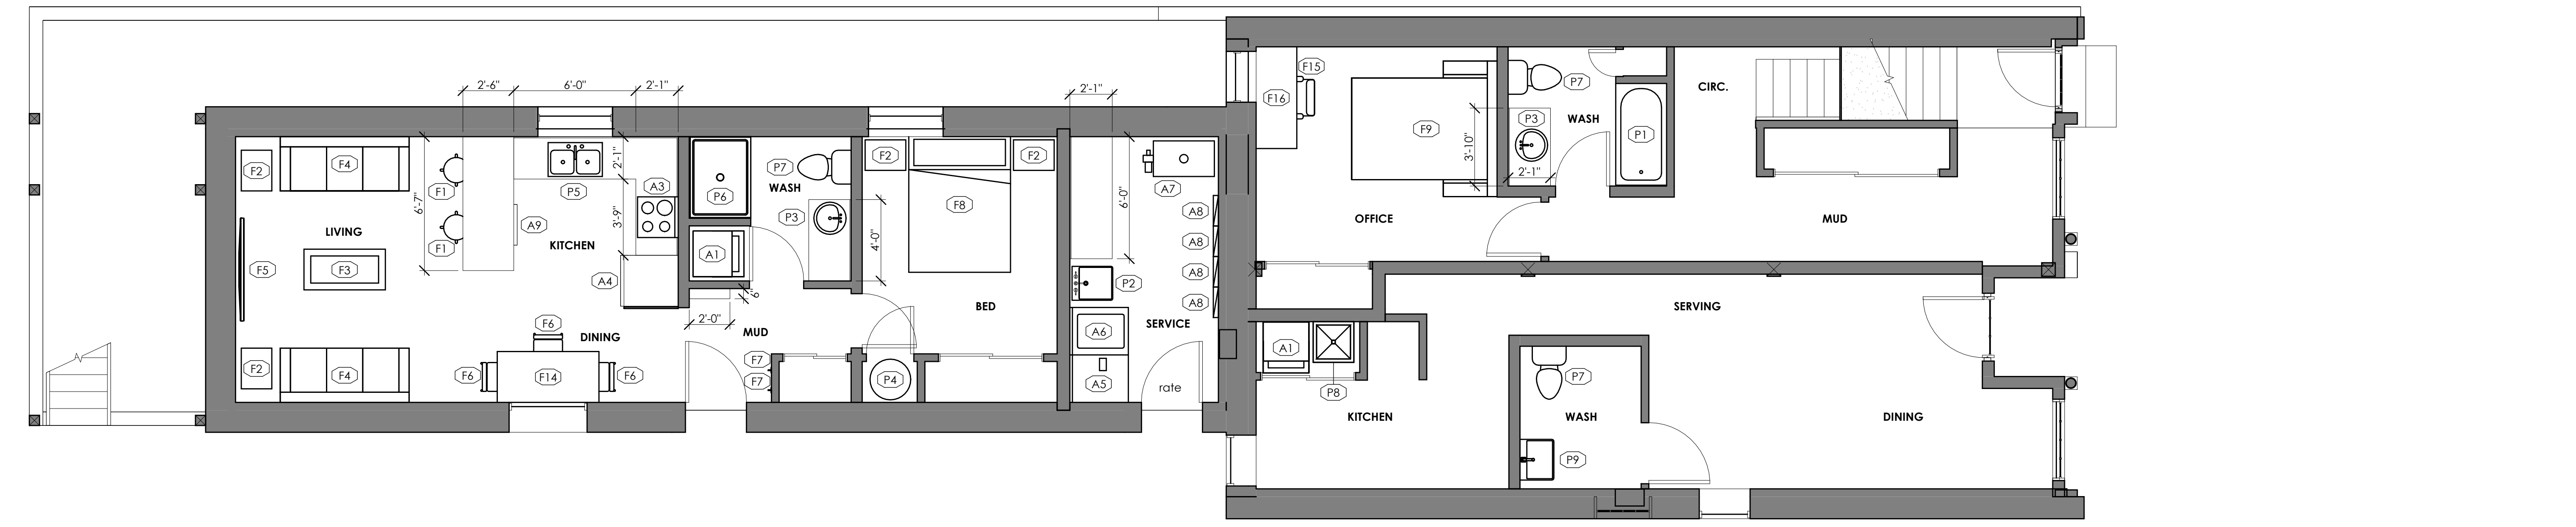 2'-6"
6'-0"
2'-1"
2'-1"
F15
F16
F9
P7
P3
WASH
P1
3'-10"
2'-1"
CIRC.
OFFICE
MUD
F2
F4
F1
F1
6'-7"
LIVING
F5
F3
F2
F4
A9
P5
2'-1"
A3
3'-9"
KITCHEN
A4
DINING
F6
F6
F14
F6
P6
P7
WASH
P3
A1
4'-0"
6"
2'-0"
MUD
F7
F7
P4
F2
F2
F8
BED
6'-0"
A7
A8
A8
A8
A8
P2
A6
SERVICE
A5
rate
A1
P8
KITCHEN
SERVING
P7
WASH
P9
DINING